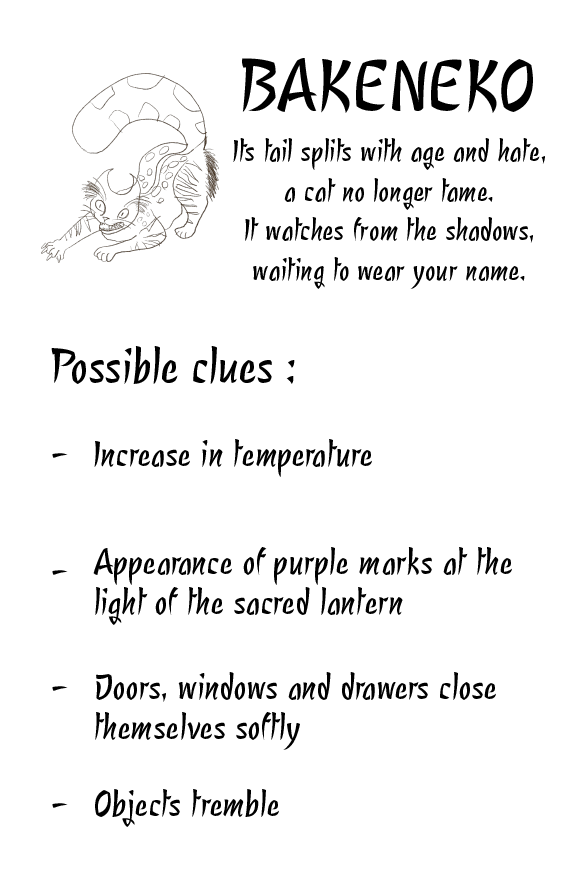 BAKENEKO
Its tail splits with age and hate,
a cat no longer tame.
It watches from the shadows,
waiting to wear your name.
Possible clues :
- Increase in temperature
- Appearance of purple marks at the
light of the sacred lantern
- Doors, windows and drawers close
themselves softly
- Objects tremble